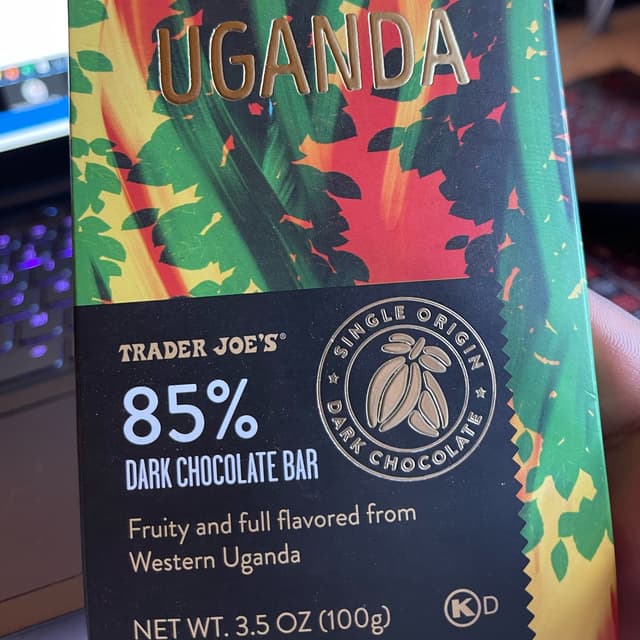 UGANDA
TRADER JOE'S®
85%
DARK CHOCOLATE BAR
SINGLE ORIGIN
★ DARK CHOCOLATE ★
Fruity and full flavored from
Western Uganda
NET WT. 3.5 OZ (100g)
K D